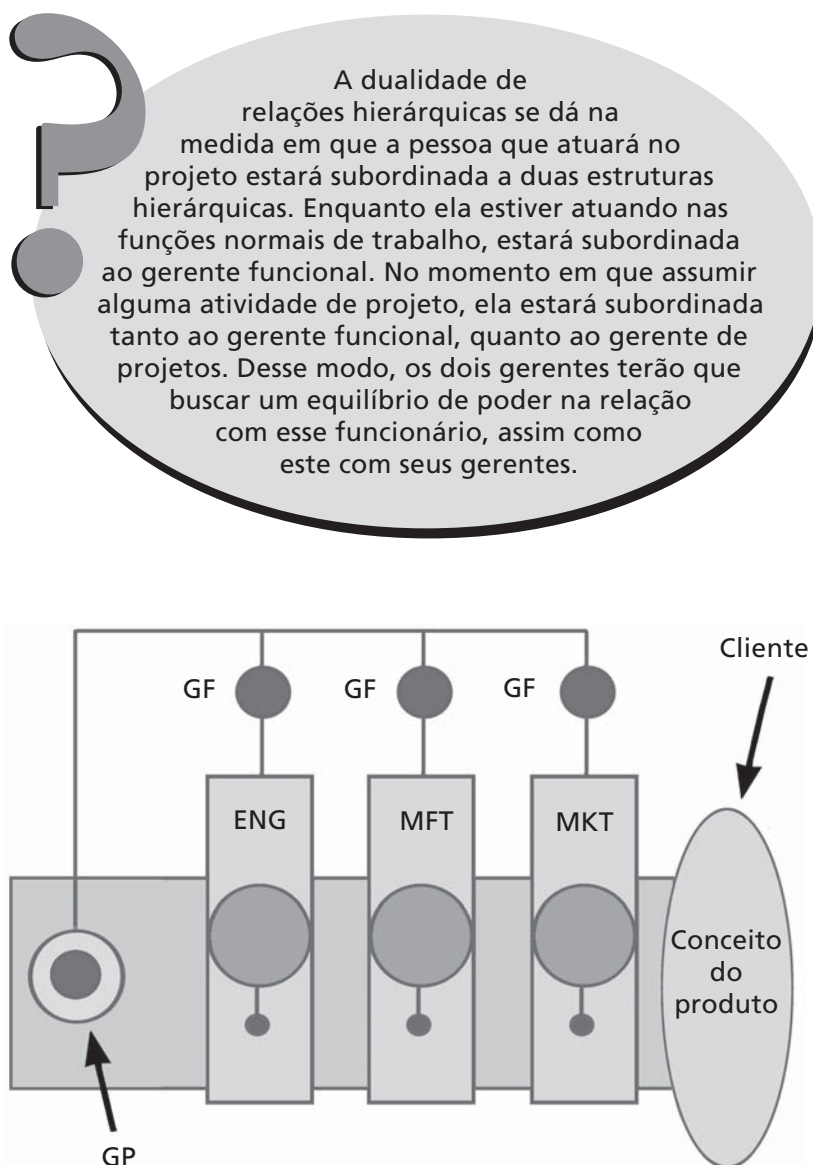 A dualidade de
relações hierárquicas se dá na
medida em que a pessoa que atuará no
projeto estará subordinada a duas estruturas
hierárquicas. Enquanto ela estiver atuando nas
funções normais de trabalho, estará subordinada
ao gerente funcional. No momento em que assumir
alguma atividade de projeto, ela estará subordinada
tanto ao gerente funcional, quanto ao gerente de
projetos. Desse modo, os dois gerentes terão que
buscar um equilíbrio de poder na relação
com esse funcionário, assim como
este com seus gerentes.
Cliente
GF GF GF
ENG MFT MKT
Conceito
do
produto
GP